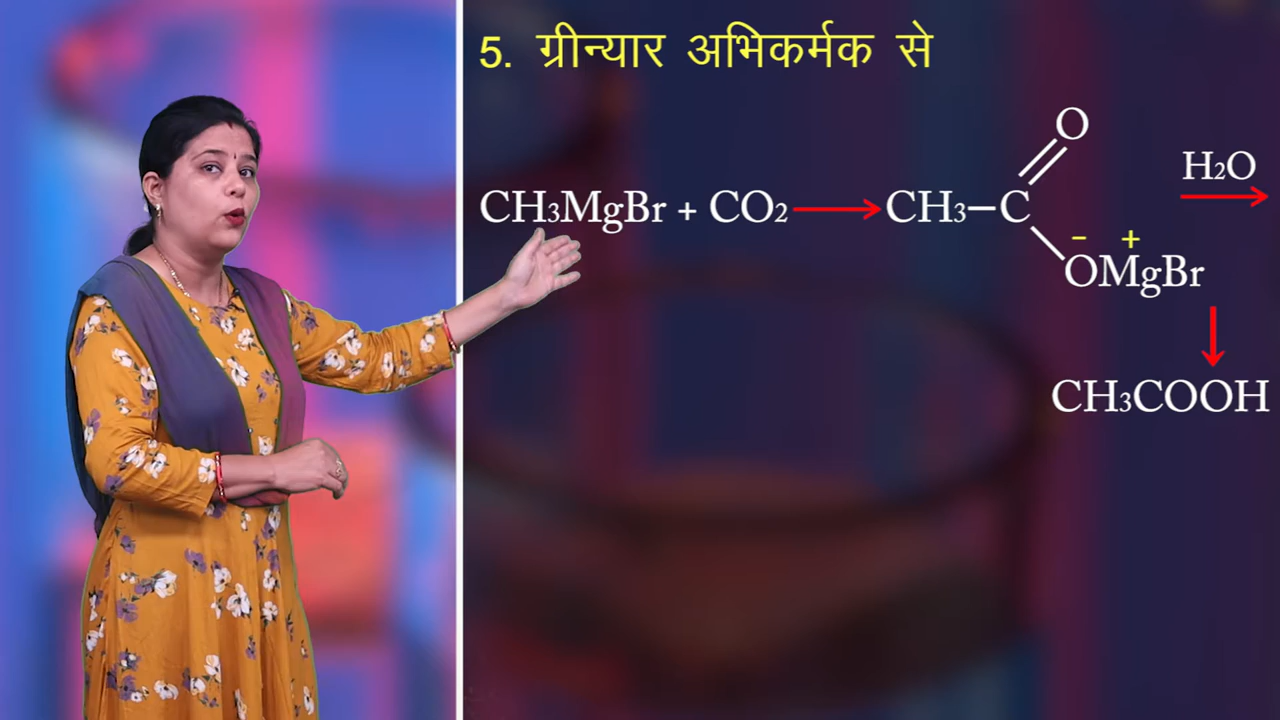 5. ग्रीन्यार अभिकर्मक से
O
H₂O
CH₃MgBr + CO₂ → CH₃–C
- +
OMgBr
CH₃COOH